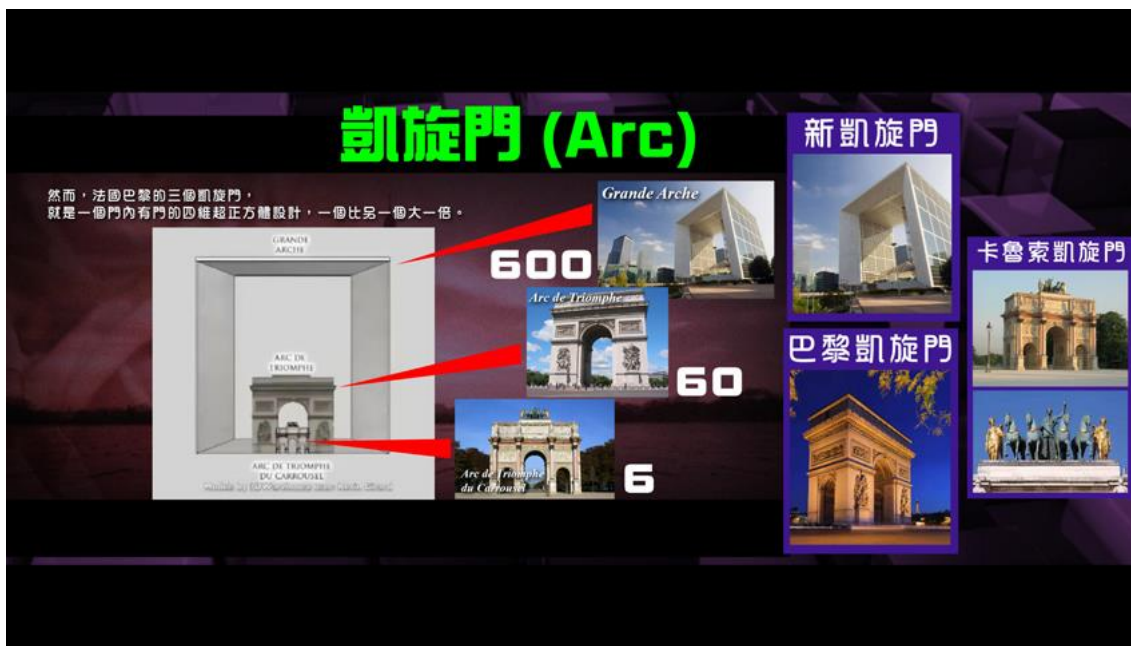 凱旋門 (Arc)
然而，法國巴黎的三個凱旋門，
就是一個門內有門的四維超正方體設計，一個比另一個大一倍。
GRANDE
ARCHE
ARC DE
TRIOMPHE
ARC DE TRIOMPHE
DU CARROUSEL
Grande Arche
600
Arc de Triomphe
60
Arc de Triomphe
du Carrousel
6
新凱旋門
巴黎凱旋門
卡魯索凱旋門